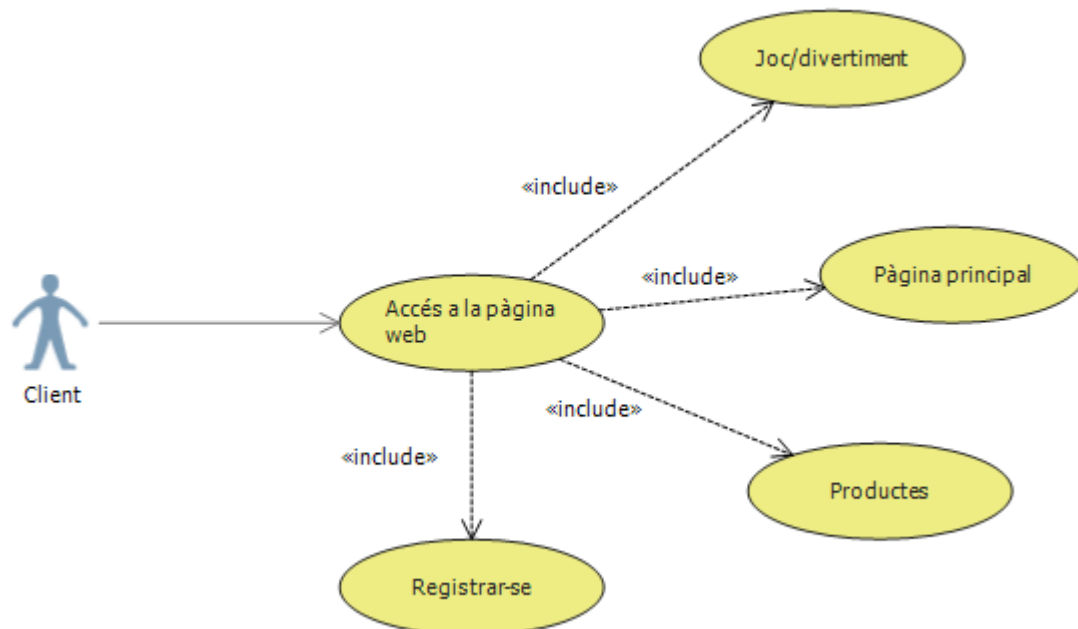 Joc/divertiment
«include»
Pàgina principal
«include»
Accés a la pàgina
web
Client
«include»
«include»
Productes
Registrar-se